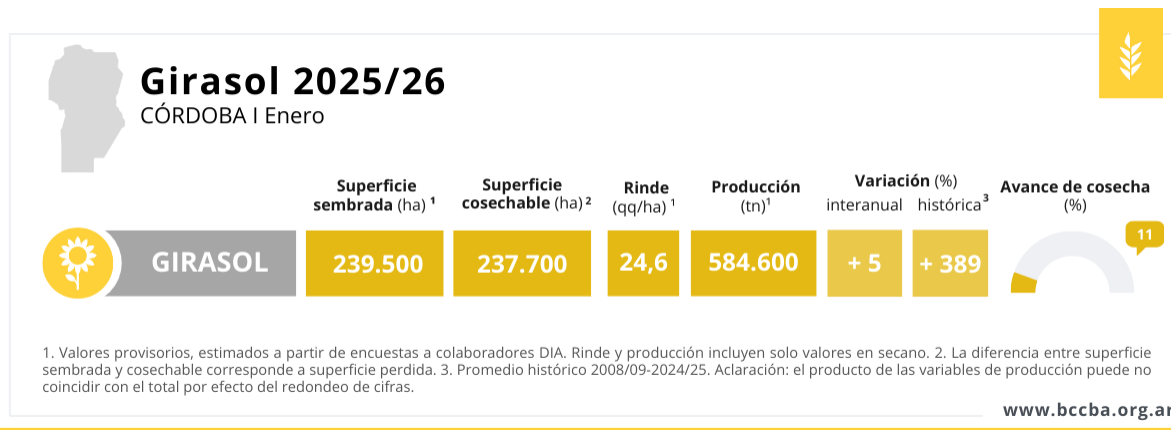 Girasol 2025/26
CÓRDOBA I Enero
Superficie
sembrada (ha) ¹
Superficie
cosechable (ha) ²
Rinde
(qq/ha) ¹
Producción
(tn)¹
Variación (%)
interanual histórica³
Avance de cosecha
(%)
GIRASOL
239.500
237.700
24,6
584.600
+ 5
+ 389
11
1. Valores provisorios, estimados a partir de encuestas a colaboradores DIA. Rinde y producción incluyen solo valores en secano. 2. La diferencia entre superficie
sembrada y cosechable corresponde a superficie perdida. 3. Promedio histórico 2008/09-2024/25. Aclaración: el producto de las variables de producción puede no
coincidir con el total por efecto del redondeo de cifras.
www.bccba.org.ar